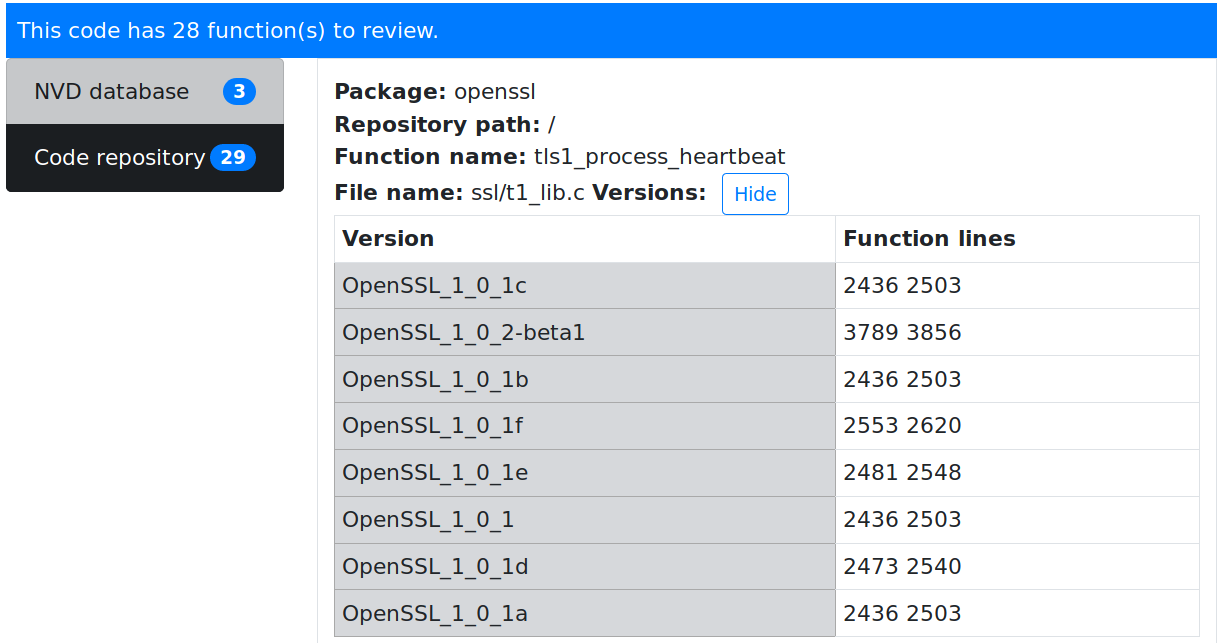 This code has 28 function(s) to review.
NVD database 3
Code repository 29
Package: openssl
Repository path: /
Function name: tls1_process_heartbeat
File name: ssl/t1_lib.c Versions: Hide
Version Function lines
OpenSSL_1_0_1c 2436 2503
OpenSSL_1_0_2-beta1 3789 3856
OpenSSL_1_0_1b 2436 2503
OpenSSL_1_0_1f 2553 2620
OpenSSL_1_0_1e 2481 2548
OpenSSL_1_0_1 2436 2503
OpenSSL_1_0_1d 2473 2540
OpenSSL_1_0_1a 2436 2503